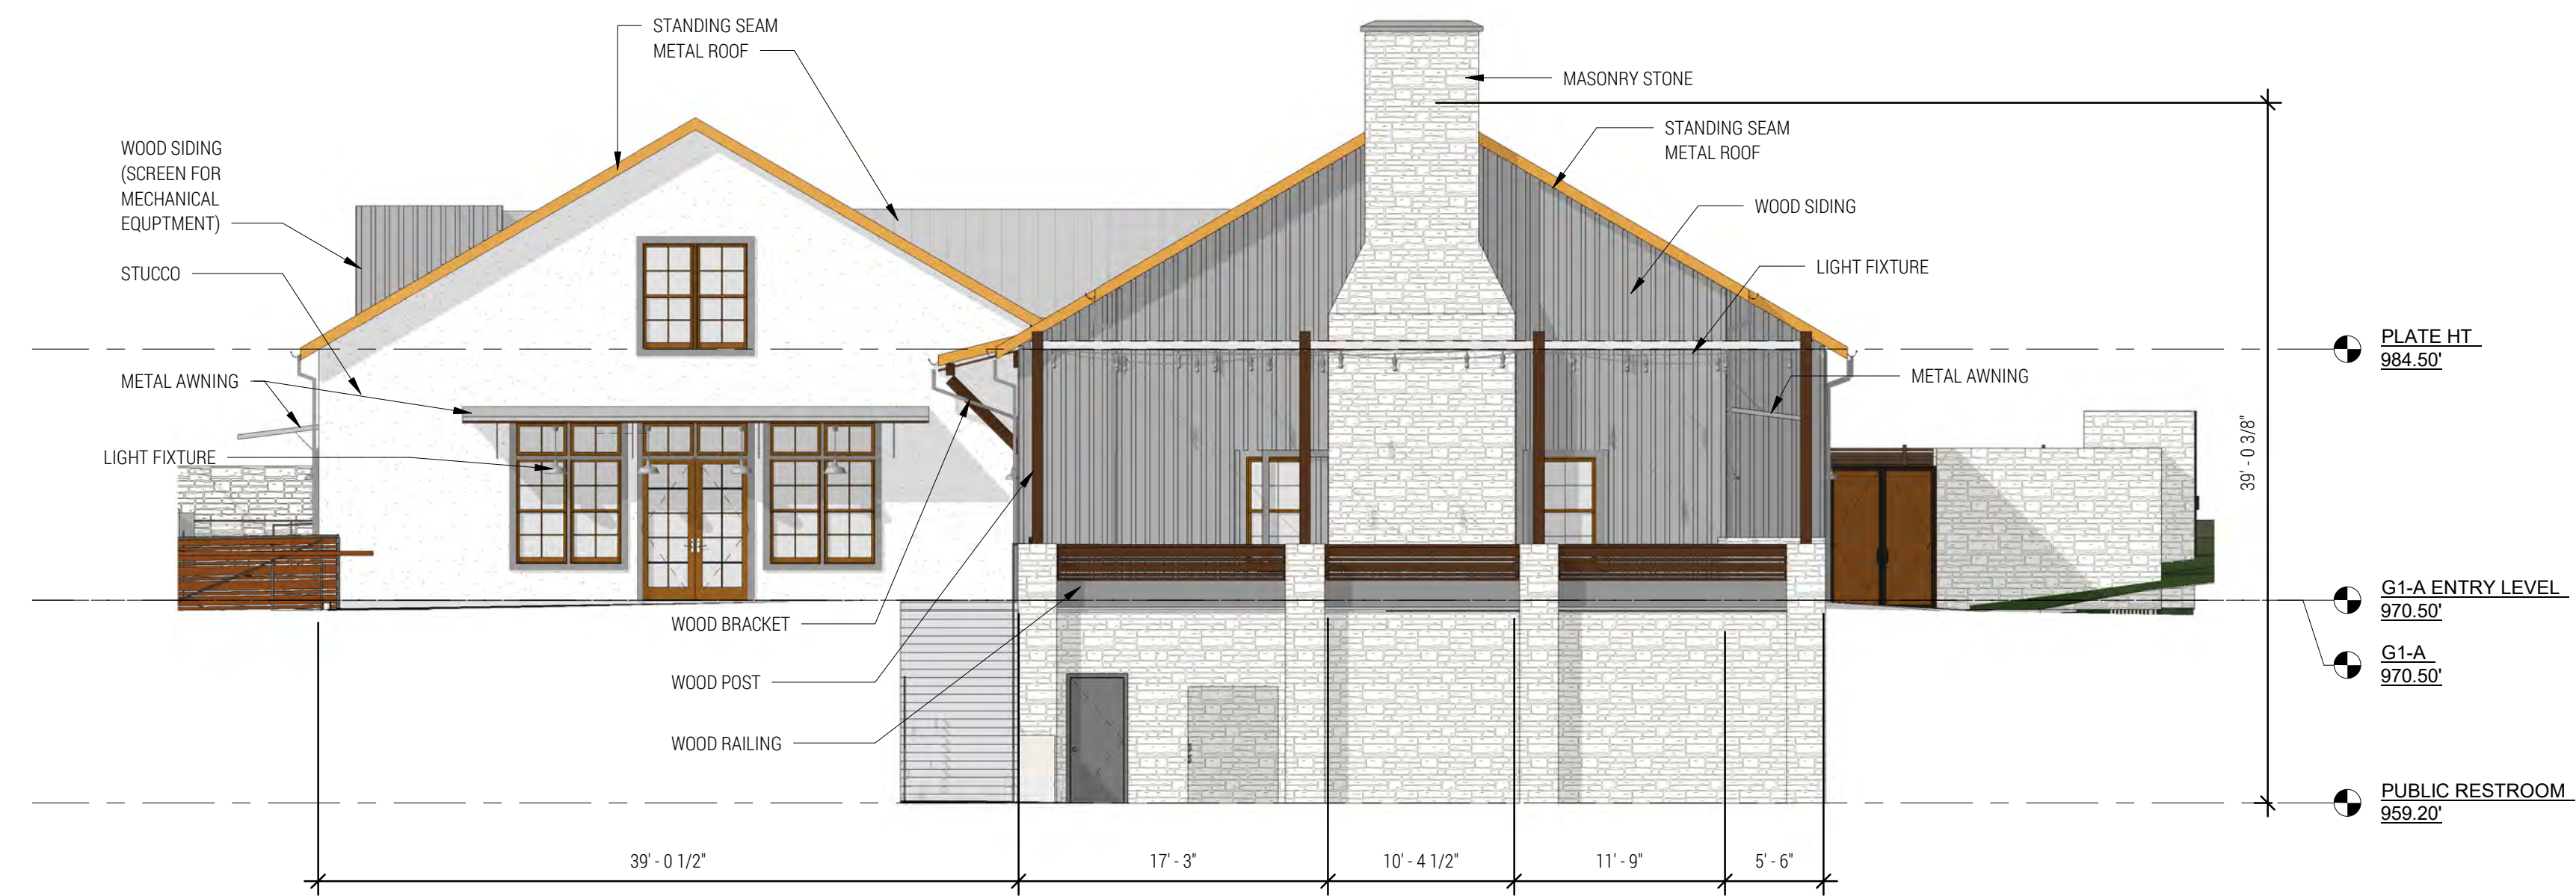 STANDING SEAM
METAL ROOF
MASONRY STONE
STANDING SEAM
METAL ROOF
WOOD SIDING
(SCREEN FOR
MECHANICAL
EQUPTMENT)
WOOD SIDING
STUCCO
LIGHT FIXTURE
PLATE HT
984.50'
METAL AWNING
METAL AWNING
LIGHT FIXTURE
39' - 0 3/8"
G1-A ENTRY LEVEL
970.50'
WOOD BRACKET
G1-A
970.50'
WOOD POST
WOOD RAILING
PUBLIC RESTROOM
959.20'
39' - 0 1/2"
17' - 3"
10' - 4 1/2"
11' - 9"
5' - 6"